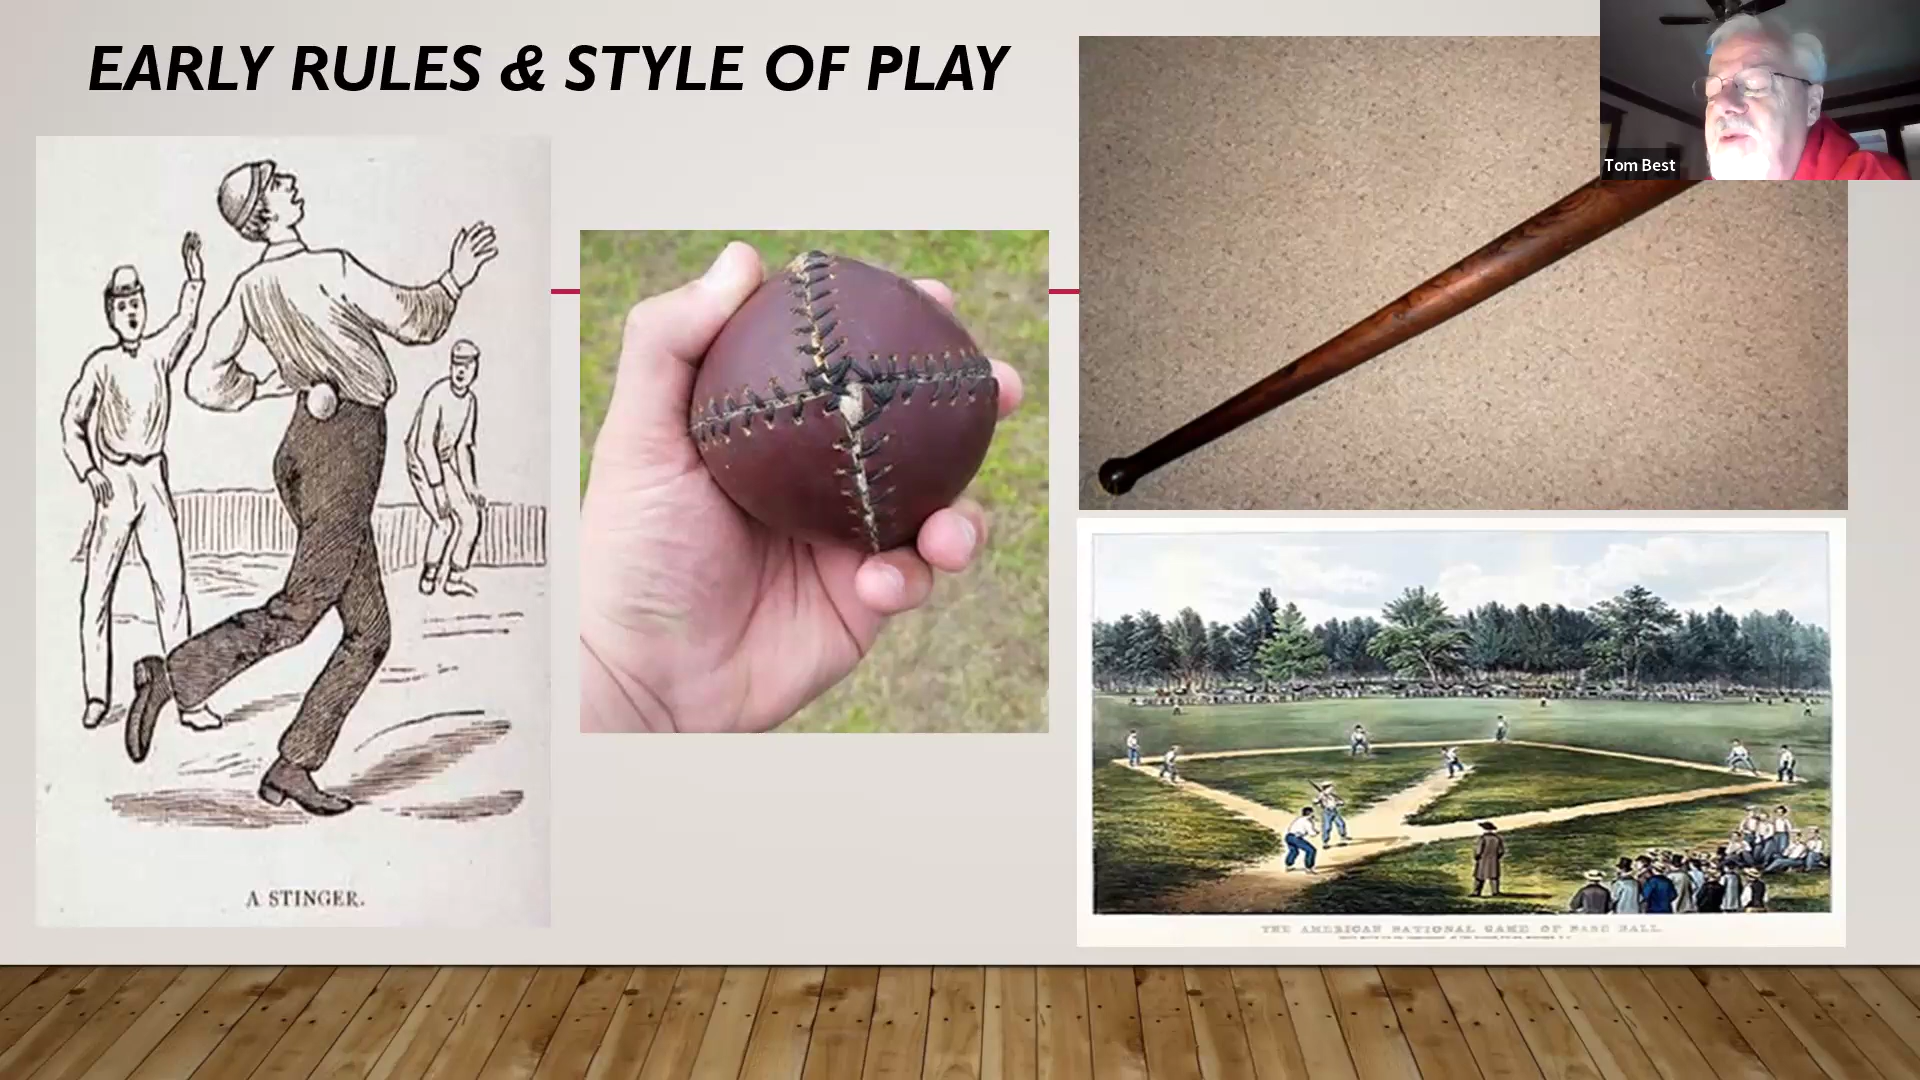 EARLY RULES & STYLE OF PLAY
Tom Best
A STINGER.
THE AMERICAN NATIONAL GAME OF BASE BALL.